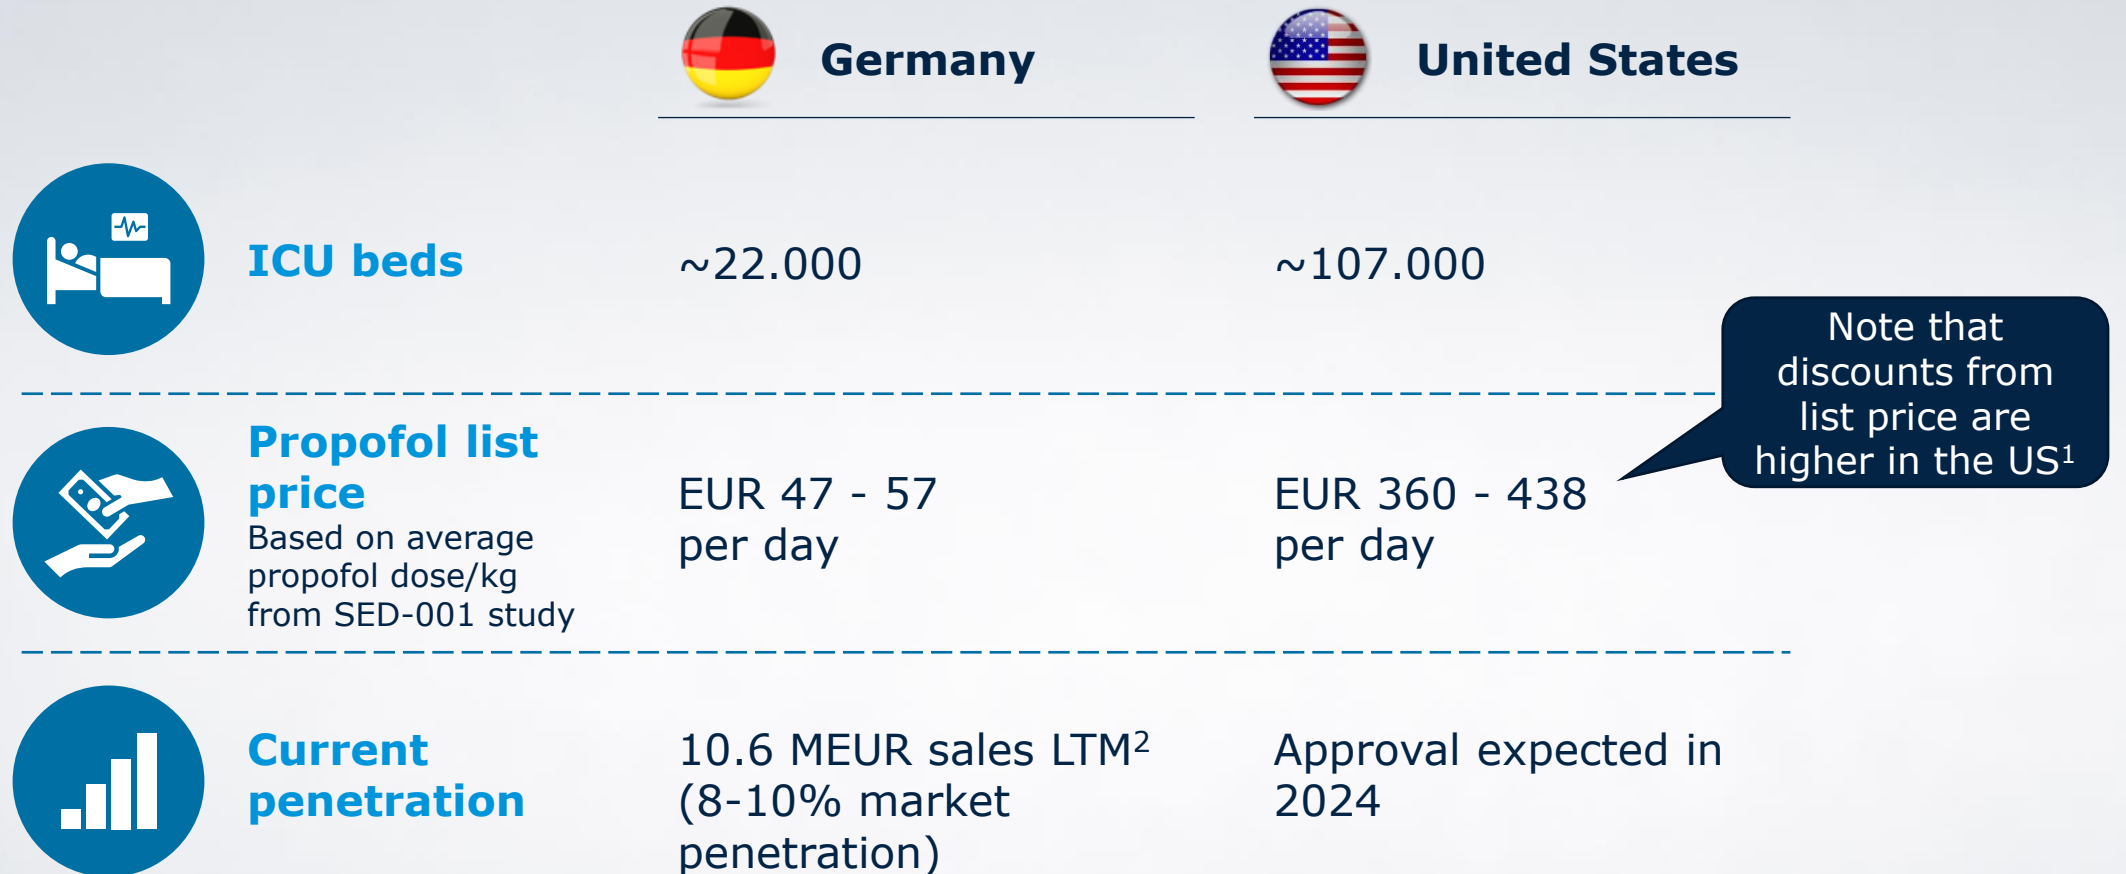 Germany
United States
ICU beds
~22.000
~107.000
Note that
discounts from
list price are
higher in the US¹
Propofol list
price
Based on average
propofol dose/kg
from SED-001 study
EUR 47 - 57
per day
EUR 360 - 438
per day
Current
penetration
10.6 MEUR sales LTM²
(8-10% market
penetration)
Approval expected in
2024